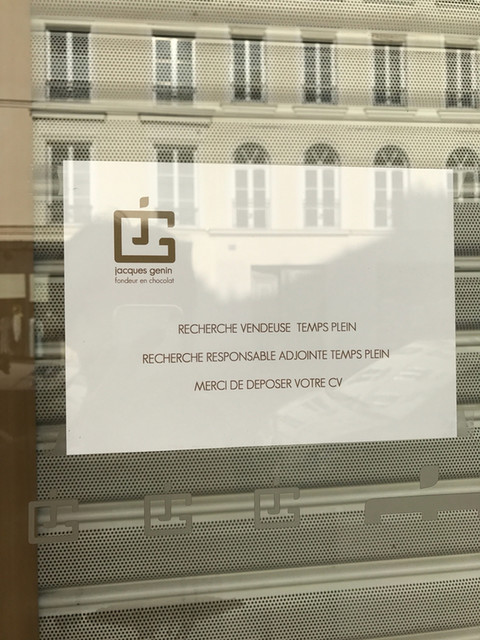 jacques genin
fondeur en chocolat
RECHERCHE VENDEUSE TEMPS PLEIN
RECHERCHE RESPONSABLE ADJOINTE TEMPS PLEIN
MERCI DE DEPOSER VOTRE CV